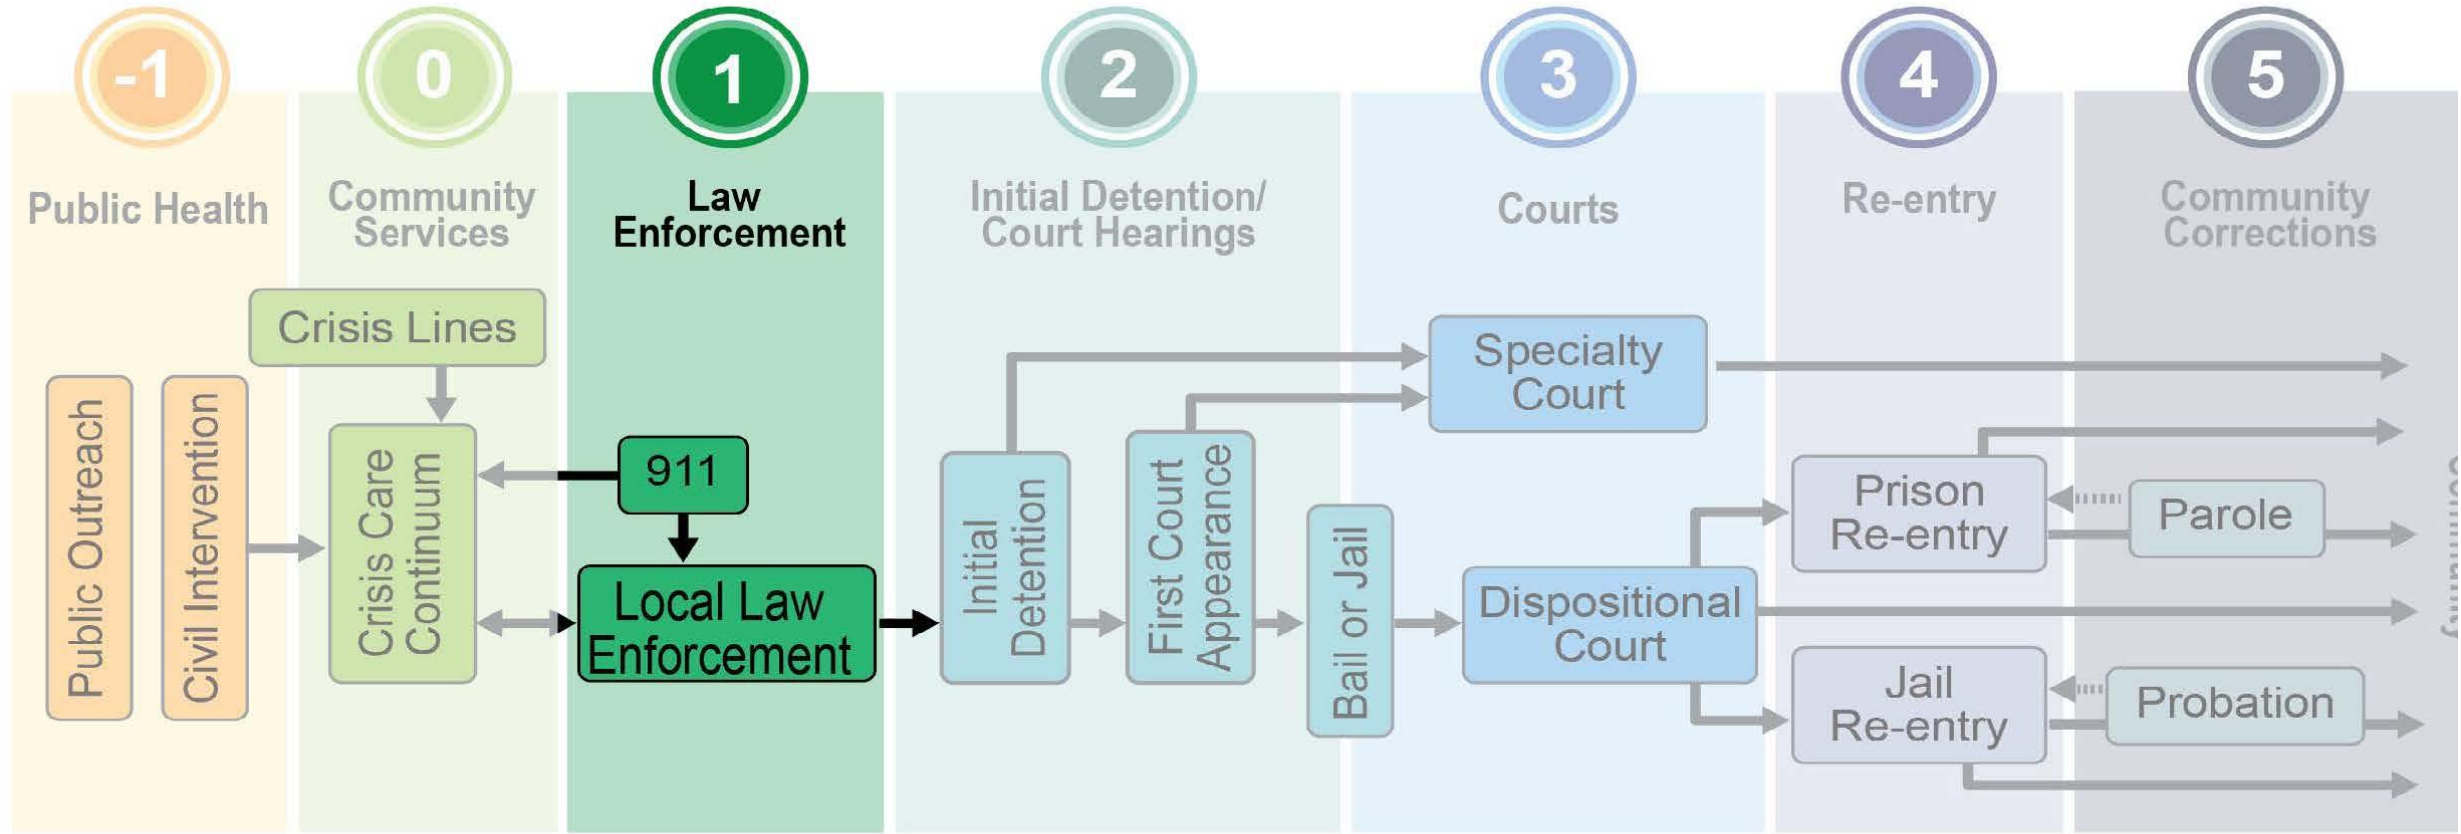 -1
0
1
2
3
4
5
Public Health
Community
Services
Law
Enforcement
Initial Detention/
Court Hearings
Courts
Re-entry
Community
Corrections
Crisis Lines
Public Outreach
Civil Intervention
Crisis Care
Continuum
911
Local Law
Enforcement
Initial
Detention
First Court
Appearance
Bail or Jail
Specialty
Court
Dispositional
Court
Prison
Re-entry
Jail
Re-entry
Parole
Probation